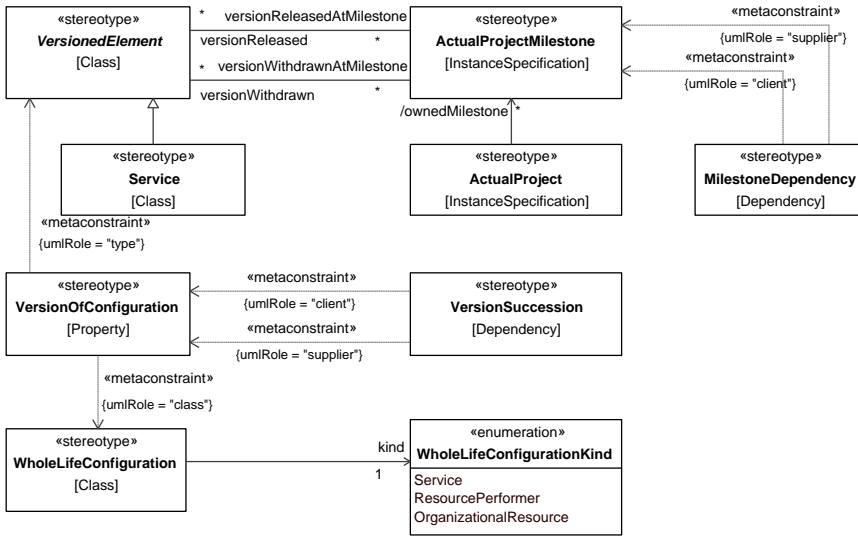 «stereotype»
VersionedElement
[Class]
* versionReleasedAtMilestone
versionReleased *
* versionWithdrawnAtMilestone
versionWithdrawn *
«stereotype»
ActualProjectMilestone
[InstanceSpecification]
«metaconstraint»
{umlRole = "supplier"}
«metaconstraint»
{umlRole = "client"}
/ownedMilestone *
«stereotype»
Service
[Class]
«stereotype»
ActualProject
[InstanceSpecification]
«stereotype»
MilestoneDependency
[Dependency]
«metaconstraint»
{umlRole = "type"}
«stereotype»
VersionOfConfiguration
[Property]
«metaconstraint»
{umlRole = "client"}
«metaconstraint»
{umlRole = "supplier"}
«stereotype»
VersionSuccession
[Dependency]
«metaconstraint»
{umlRole = "class"}
«stereotype»
WholeLifeConfiguration
[Class]
kind
1
«enumeration»
WholeLifeConfigurationKind
Service
ResourcePerformer
OrganizationalResource